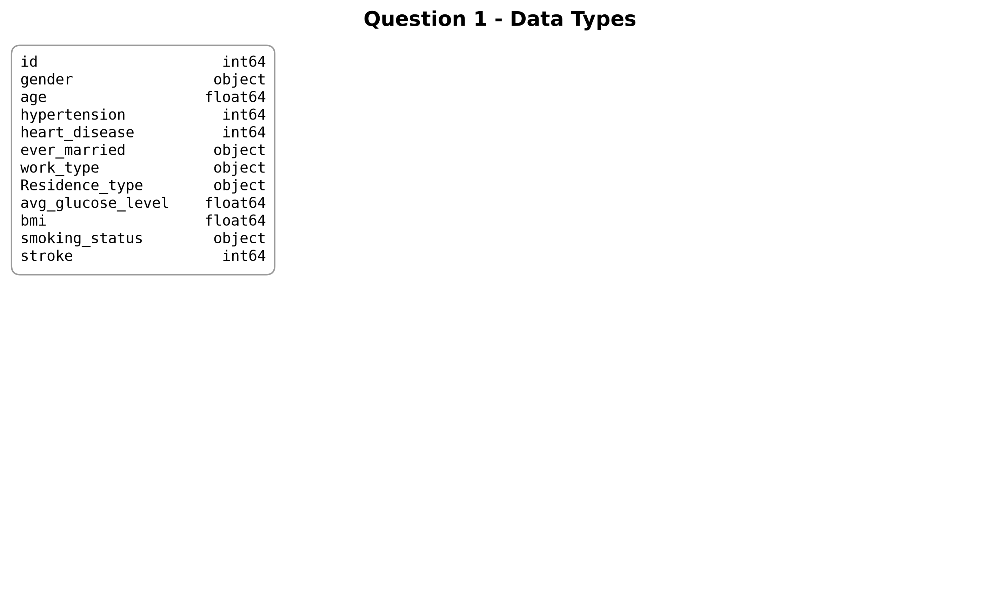 Question 1 - Data Types
id int64
gender object
age float64
hypertension int64
heart_disease int64
ever_married object
work_type object
Residence_type object
avg_glucose_level float64
bmi float64
smoking_status object
stroke int64